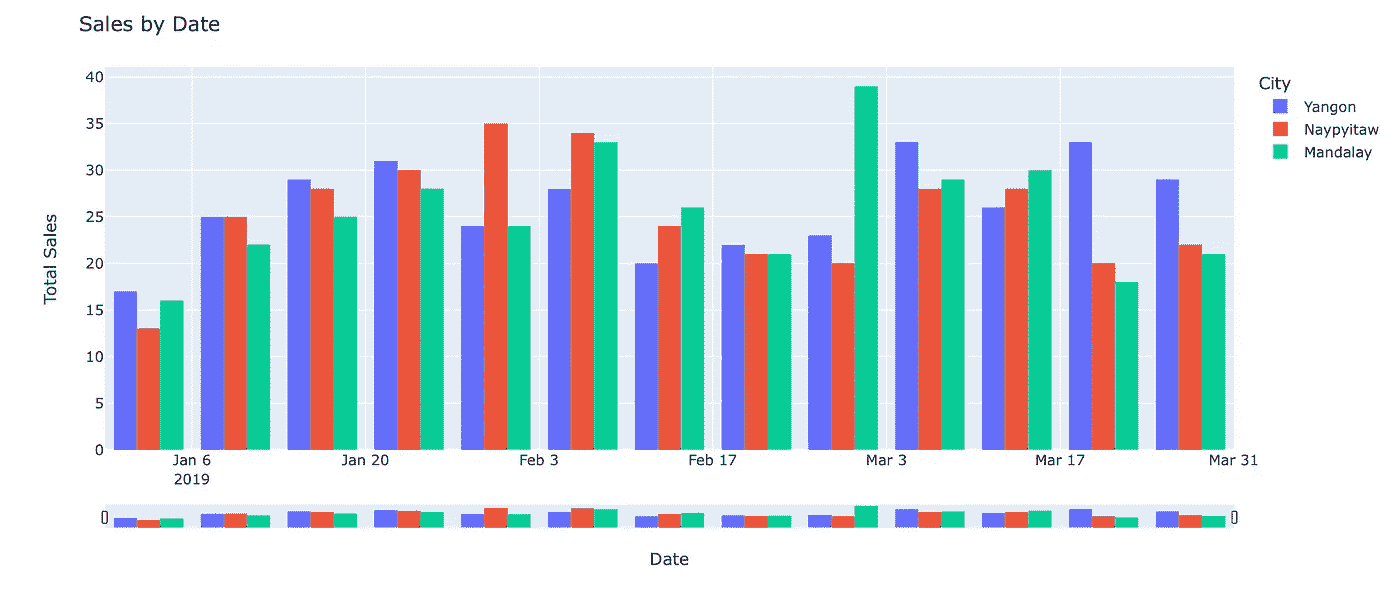 Sales by Date
40
35
30
25
20
15
10
5
0
Total Sales
Jan 6
2019
Jan 20
Feb 3
Feb 17
Mar 3
Mar 17
Mar 31
Date
City
Yangon
Naypyitaw
Mandalay